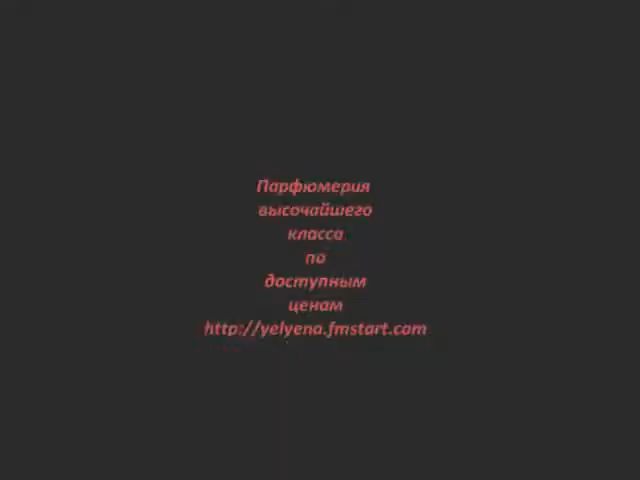 Парфюмерия
высочайшего
класса
по
доступным
ценам
http://yelyena.fmstart.com